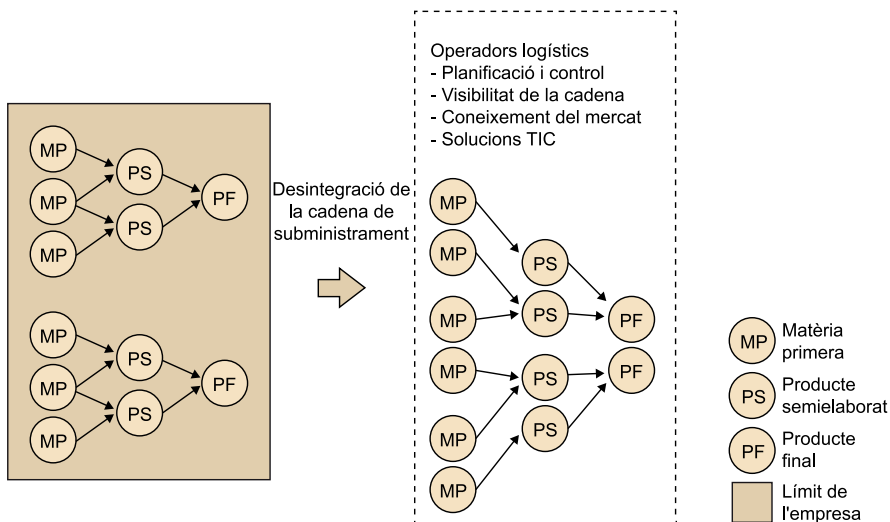 Operadors logístics
- Planificació i control
- Visibilitat de la cadena
- Coneixement del mercat
- Solucions TIC
MP
MP
MP
PS
PS
PF
MP
MP
MP
PS
PS
PF
Desintegració de
la cadena de
subministrament
MP
MP
MP
MP
MP
MP
PS
PS
PS
PS
PF
PF
MP
Matèria
primera
PS
Producte
semielaborat
PF
Producte
final
Límit de
l'empresa